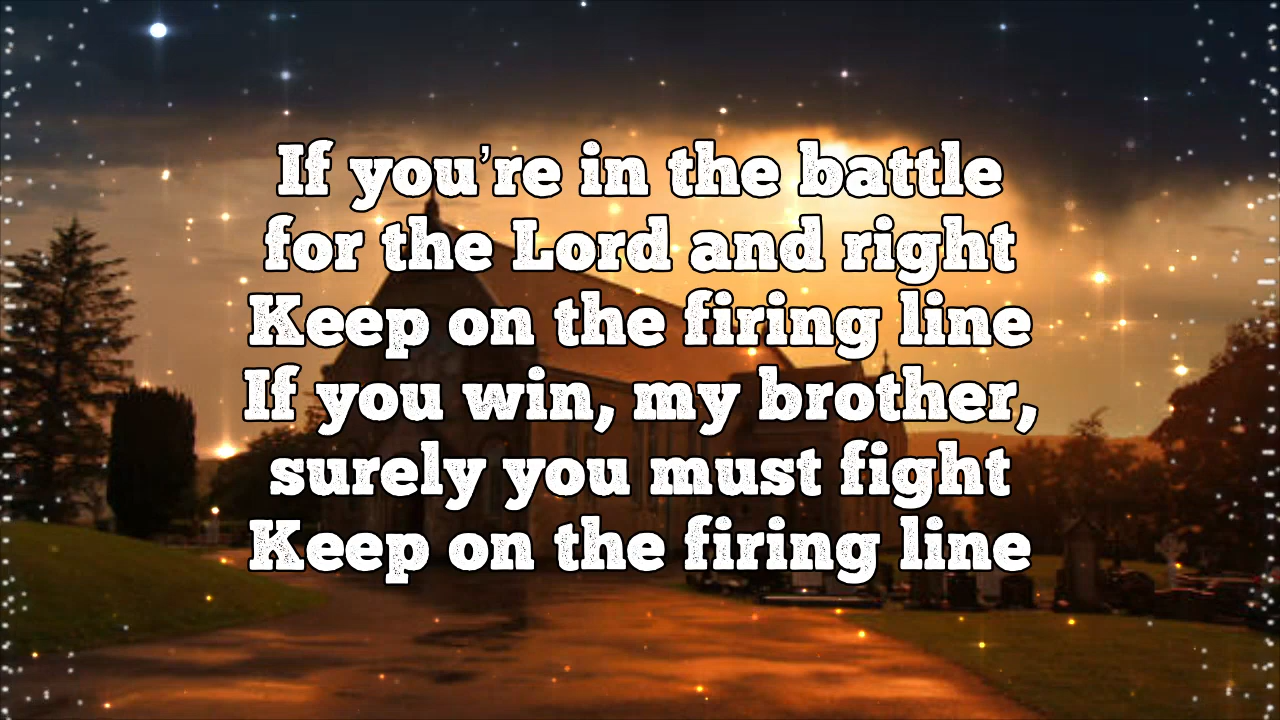 If you’re in the battle
for the Lord and right
Keep on the firing line
If you win, my brother,
surely you must fight
Keep on the firing line